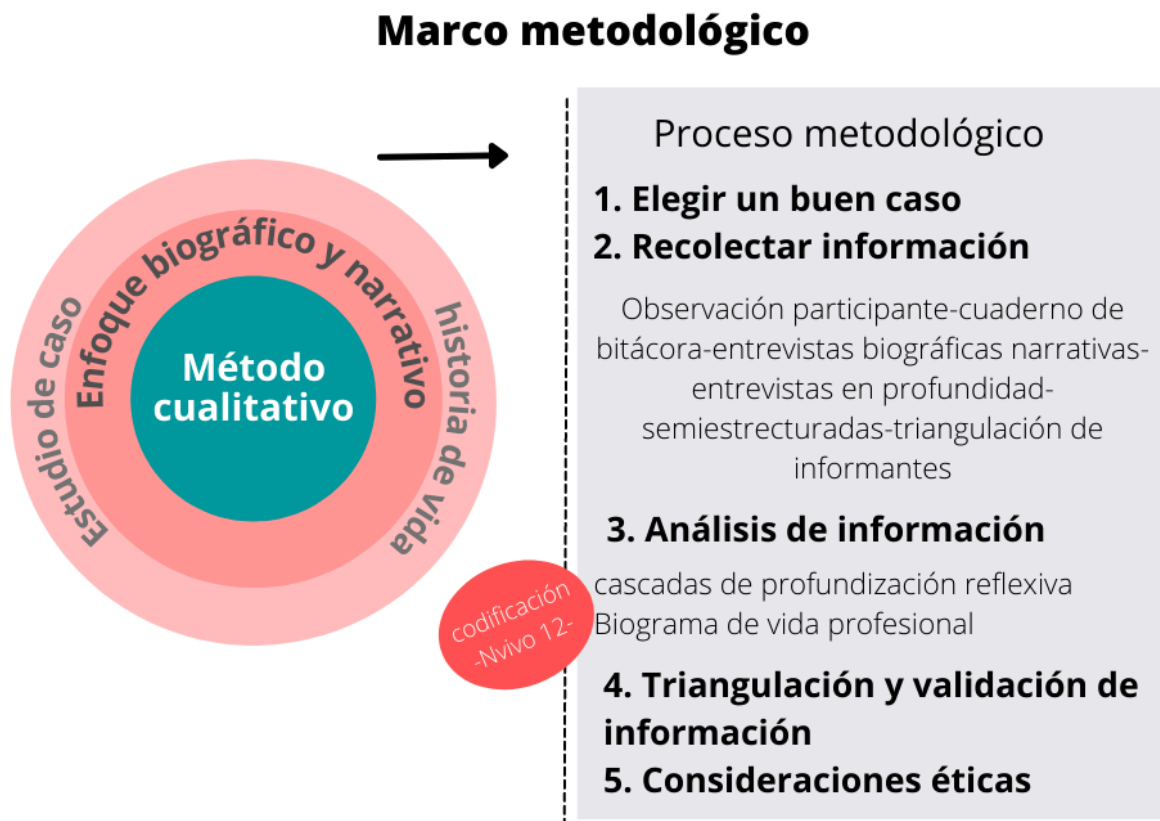 Marco metodológico
Estudio de caso
Enfoque biográfico y narrativo
historia de vida
Método
cualitativo
codificación
-Nvivo 12-
Proceso metodológico
1. Elegir un buen caso
2. Recolectar información
Observación participante-cuaderno de
bitácora-entrevistas biográficas narrativas-
entrevistas en profundidad-
semiestrecturadas-triangulación de
informantes
3. Análisis de información
cascadas de profundización reflexiva
Biograma de vida profesional
4. Triangulación y validación de
información
5. Consideraciones éticas